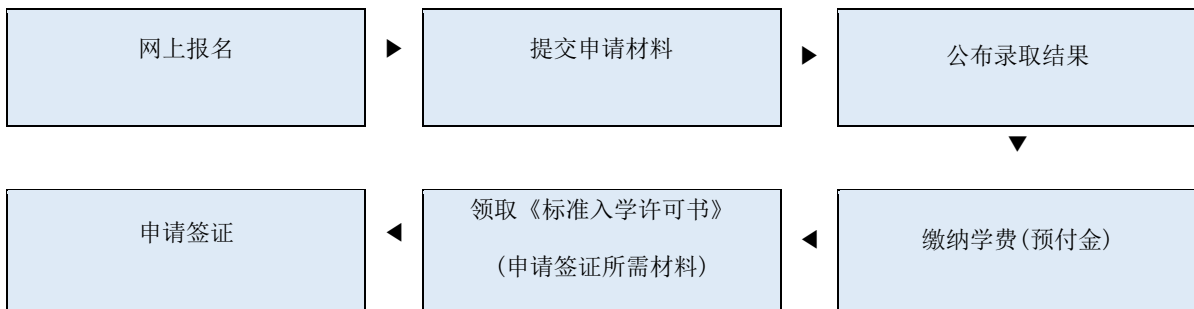 网上报名
提交申请材料
公布录取结果
缴纳学费(预付金)
领取《标准入学许可书》
(申请签证所需材料)
申请签证